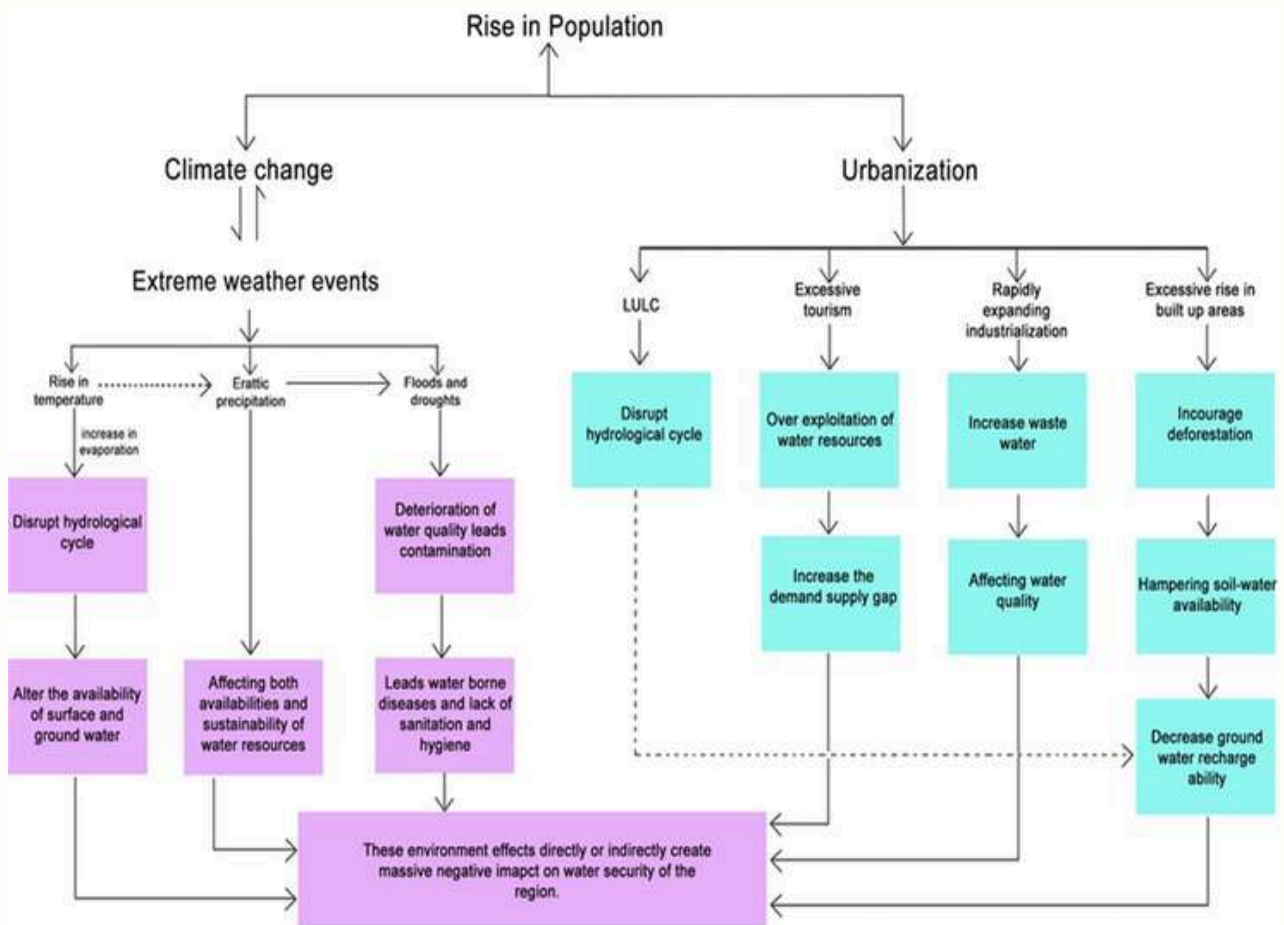 Rise in Population
Climate change
Urbanization
Extreme weather events
LULC
Excessive
tourism
Rapidly
expanding
industrialization
Excessive rise in
built up areas
Rise in
temperature
Erattic
precipitation
Floods and
droughts
increase in
evaporation
Disrupt
hydrological cycle
Over exploitation of
water resources
Increase waste
water
Incourage
deforestation
Disrupt hydrological
cycle
Deterioration of
water quality leads
contamination
Increase the
demand supply gap
Affecting water
quality
Hampering soil-water
availability
Alter the availability
of surface and
ground water
Affecting both
availabilities and
sustainability of
water resources
Leads water borne
diseases and lack of
sanitation and
hygiene
Decrease ground
water recharge
ability
These environment effects directly or indirectly create
massive negative imapct on water security of the
region.